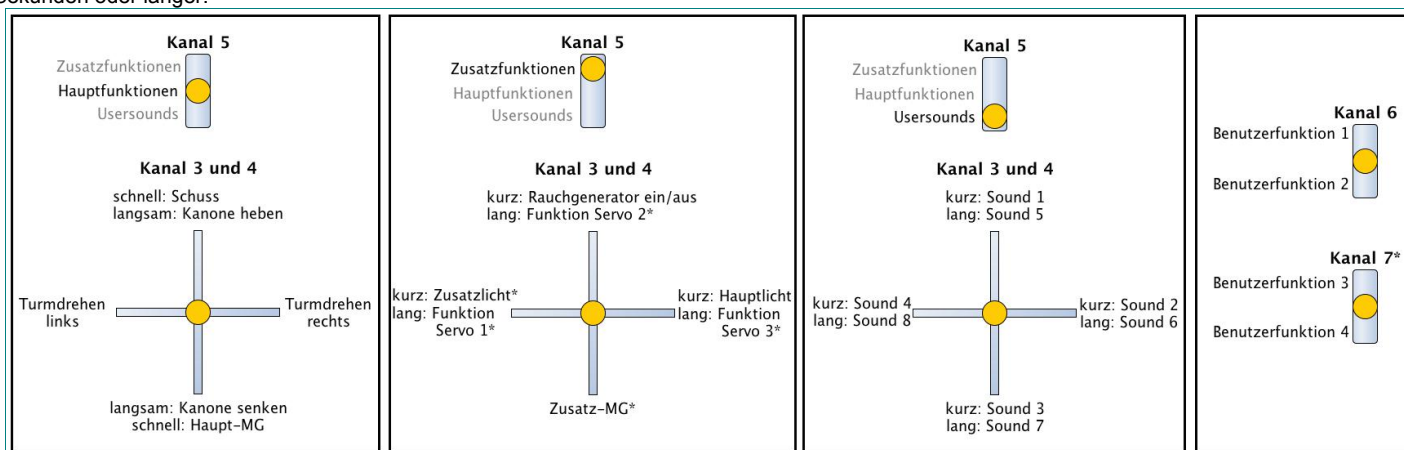 Sekunden oder länger.
Kanal 5
Zusatzfunktionen
Hauptfunktionen
Usersounds
Kanal 3 und 4
schnell: Schuss
langsam: Kanone heben
Turmdrehen
links
Turmdrehen
rechts
langsam: Kanone senken
schnell: Haupt-MG
Kanal 5
Zusatzfunktionen
Hauptfunktionen
Usersounds
Kanal 3 und 4
kurz: Rauchgenerator ein/aus
lang: Funktion Servo 2*
kurz: Zusatzlicht*
lang: Funktion
Servo 1*
kurz: Hauptlicht
lang: Funktion
Servo 3*
Zusatz-MG*
Kanal 5
Zusatzfunktionen
Hauptfunktionen
Usersounds
Kanal 3 und 4
kurz: Sound 1
lang: Sound 5
kurz: Sound 4
lang: Sound 8
kurz: Sound 2
lang: Sound 6
kurz: Sound 3
lang: Sound 7
Kanal 6
Benutzerfunktion 1
Benutzerfunktion 2
Kanal 7*
Benutzerfunktion 3
Benutzerfunktion 4